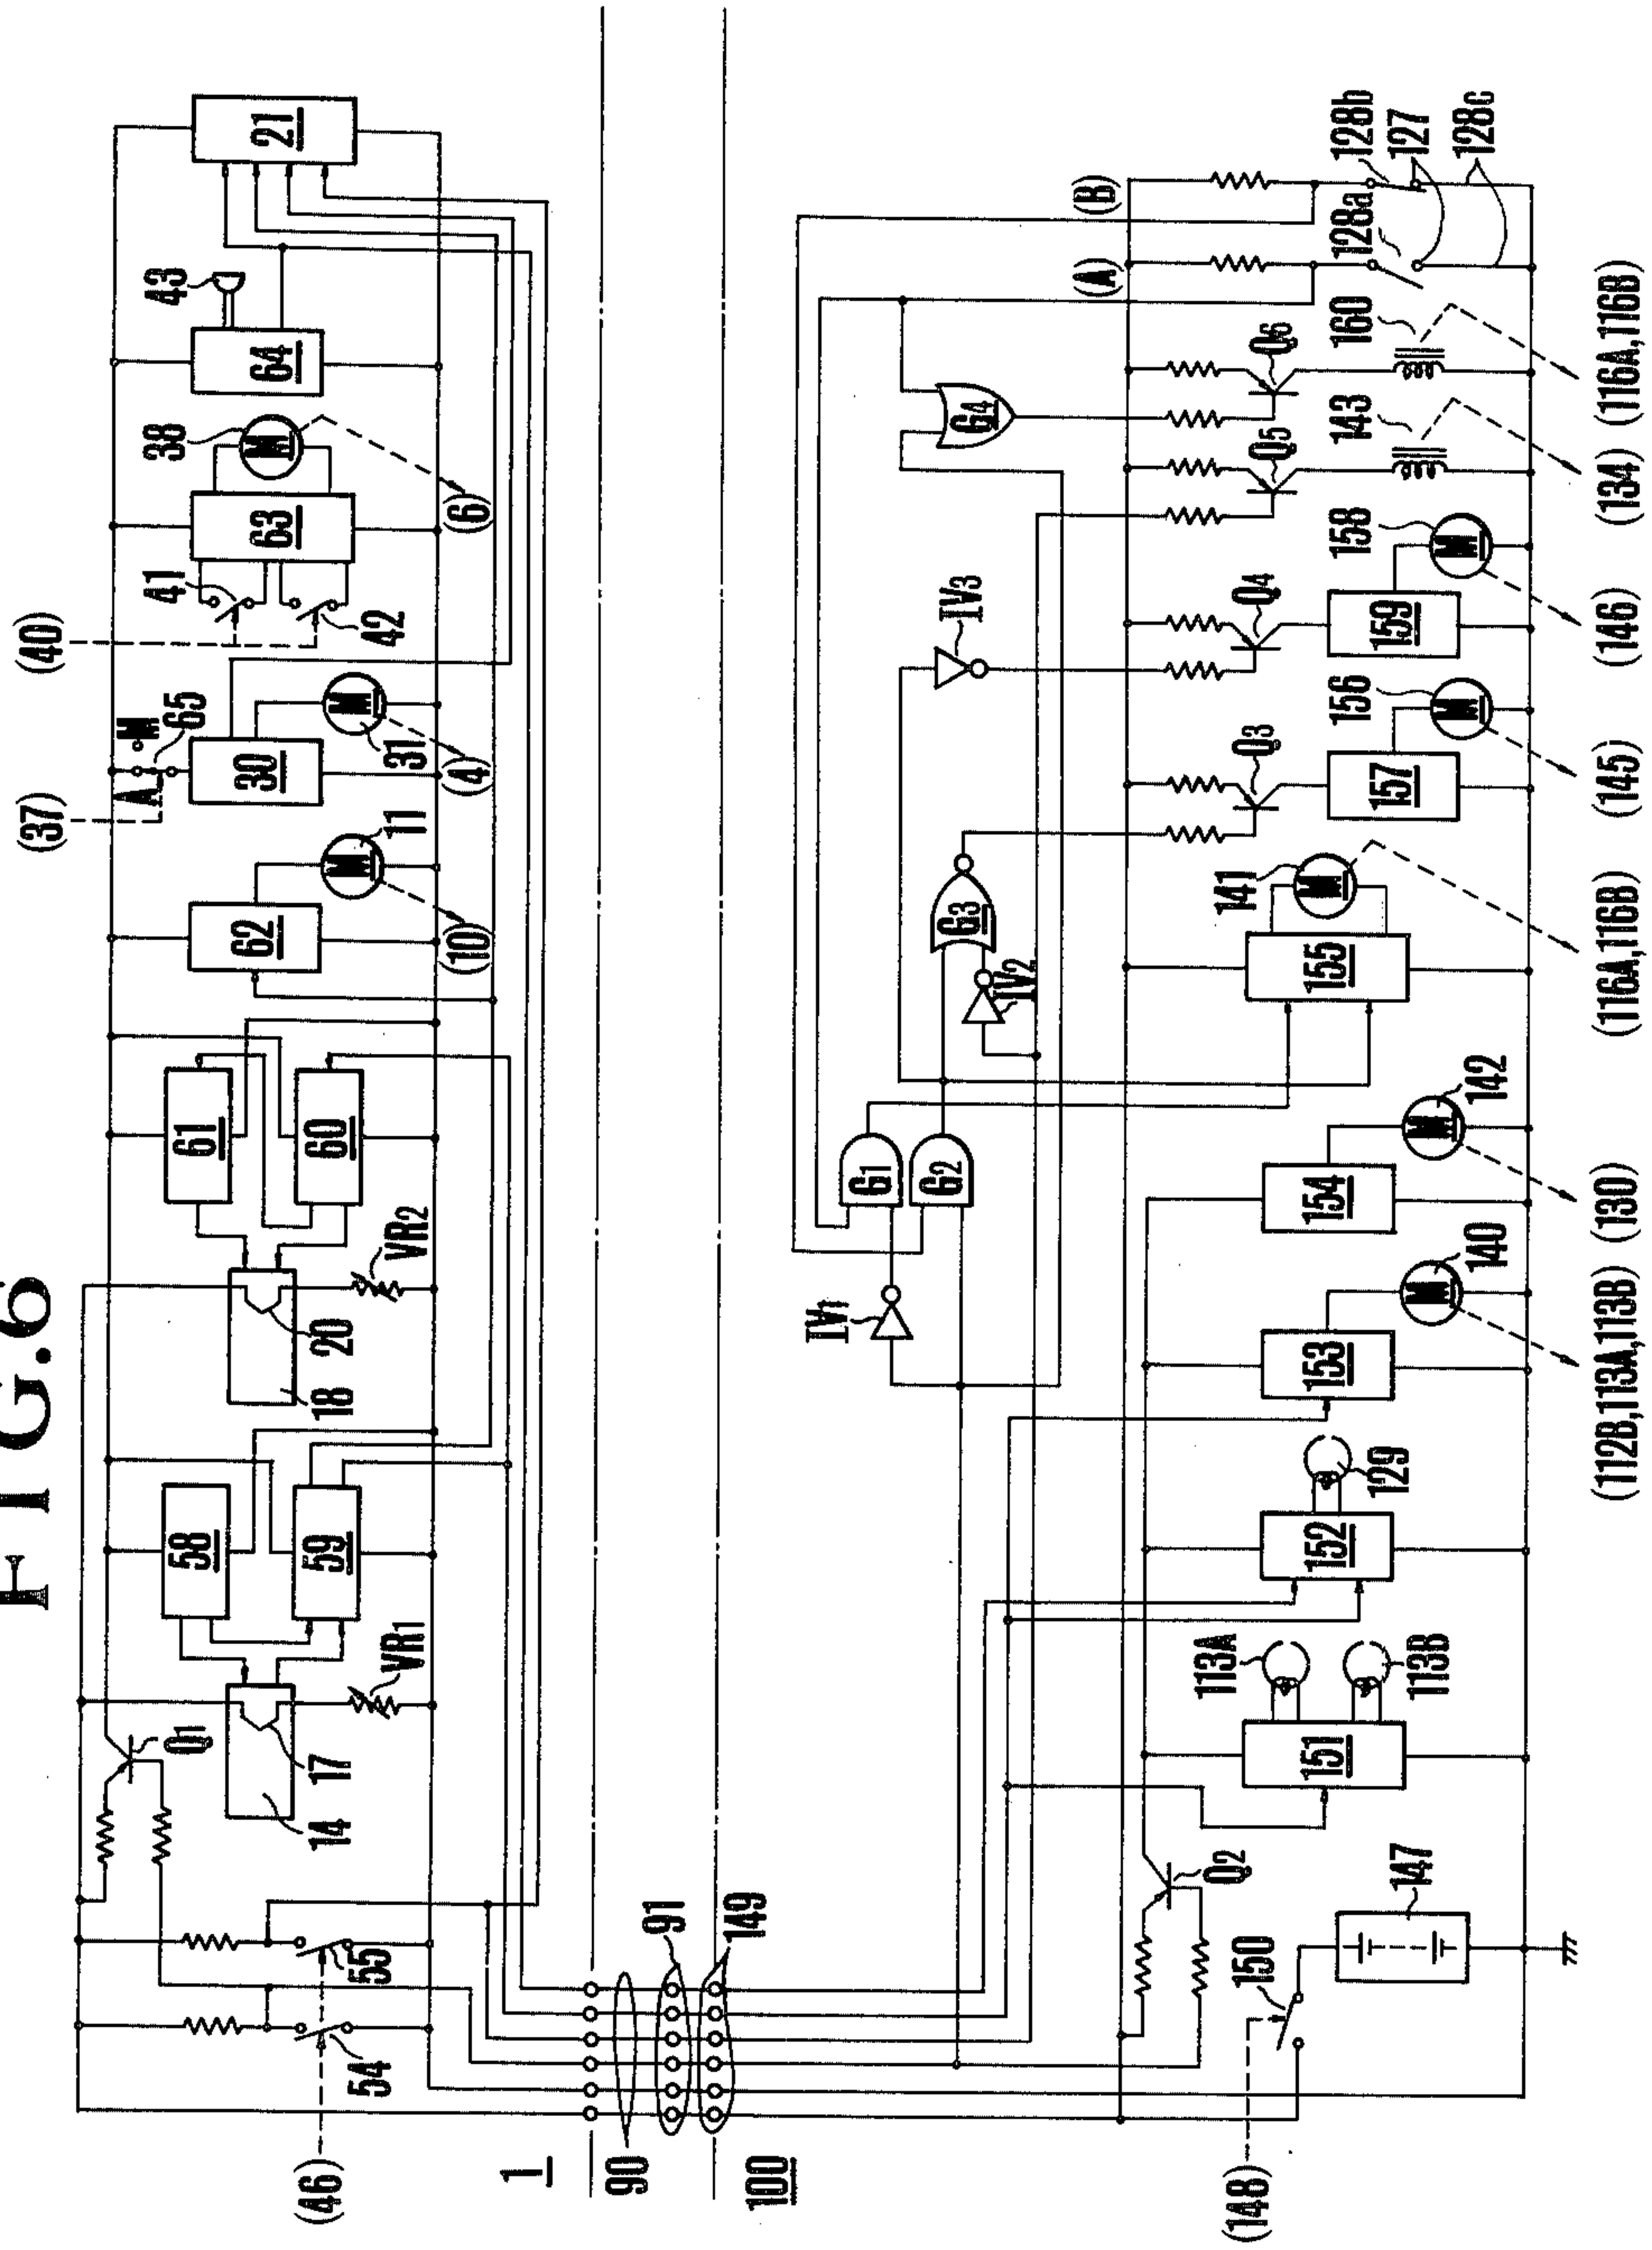 FIG.6
(46)
54
55
Q1
14
17
VR1
58
59
18
20
VR2
61
60
62
11
(10)
(37)
A
M
65
30
M
31
(4)
(40)
41
42
63
M
38
(6)
64
43
21
1
90
91
149
100
(148)
150
147
Q2
151
113A
113B
152
129
153
M
140
(112B,113A,113B)
154
M
142
(130)
IV1
G1
G2
IV2
G3
IV3
G4
155
M
141
(116A,116B)
Q3
157
M
156
(145)
Q4
159
M
158
(146)
Q5
143
(134)
Q6
160
(116A,116B)
(A)
(B)
128a
128b
127
128c
M